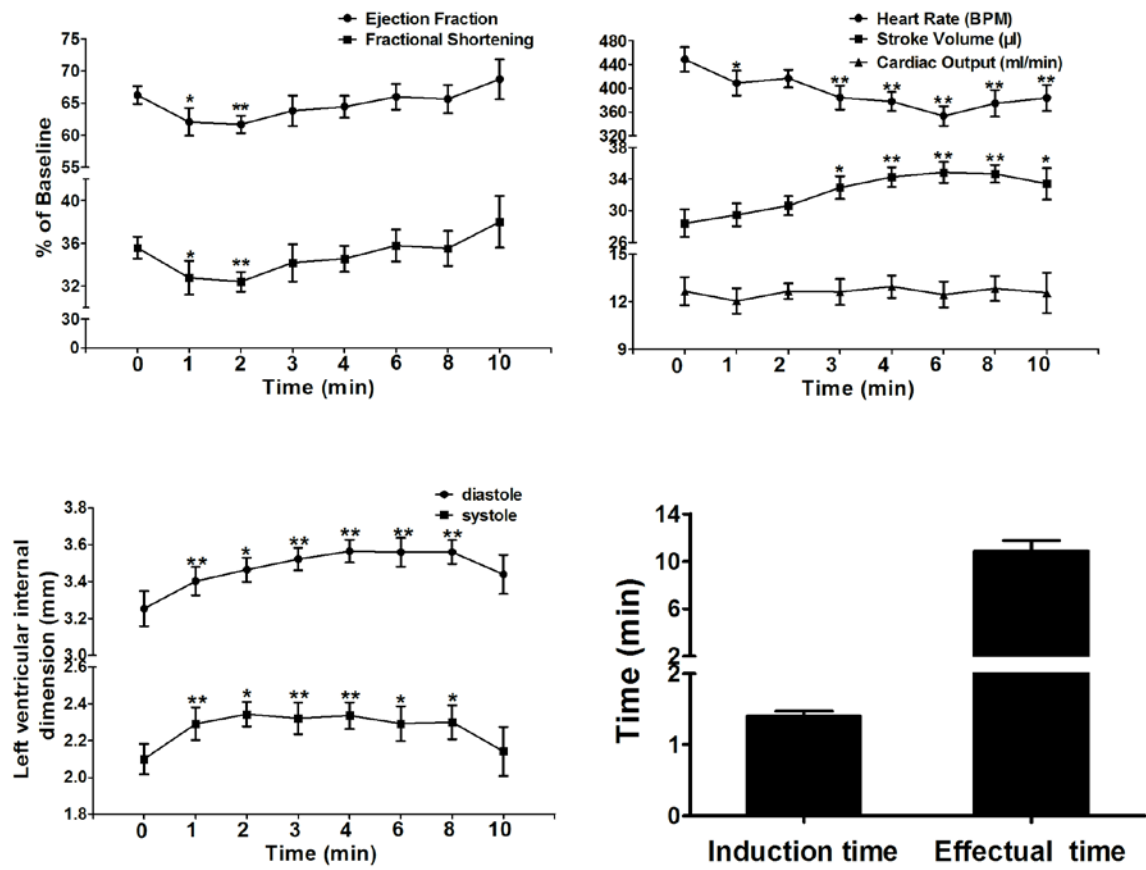 Ejection Fraction
Fractional Shortening
% of Baseline
75
70
65
60
55
40
36
32
30
0
*
**
*
**
0 1 2 3 4 6 8 10
Time (min)
Heart Rate (BPM)
Stroke Volume (µl)
Cardiac Output (ml/min)
480
440
400
360
320
38
34
30
26
15
12
9
* ** ** ** ** **
* ** ** ** *
0 1 2 3 4 6 8 10
Time (min)
diastole
systole
Left ventricular internal
dimension (mm)
3.8
3.6
3.4
3.2
3.0
2.6
2.4
2.2
2.0
1.8
** * ** ** ** **
** * ** ** * *
0 1 2 3 4 6 8 10
Time (min)
Time (min)
14
10
6
2
2
1
0
Induction time Effectual time